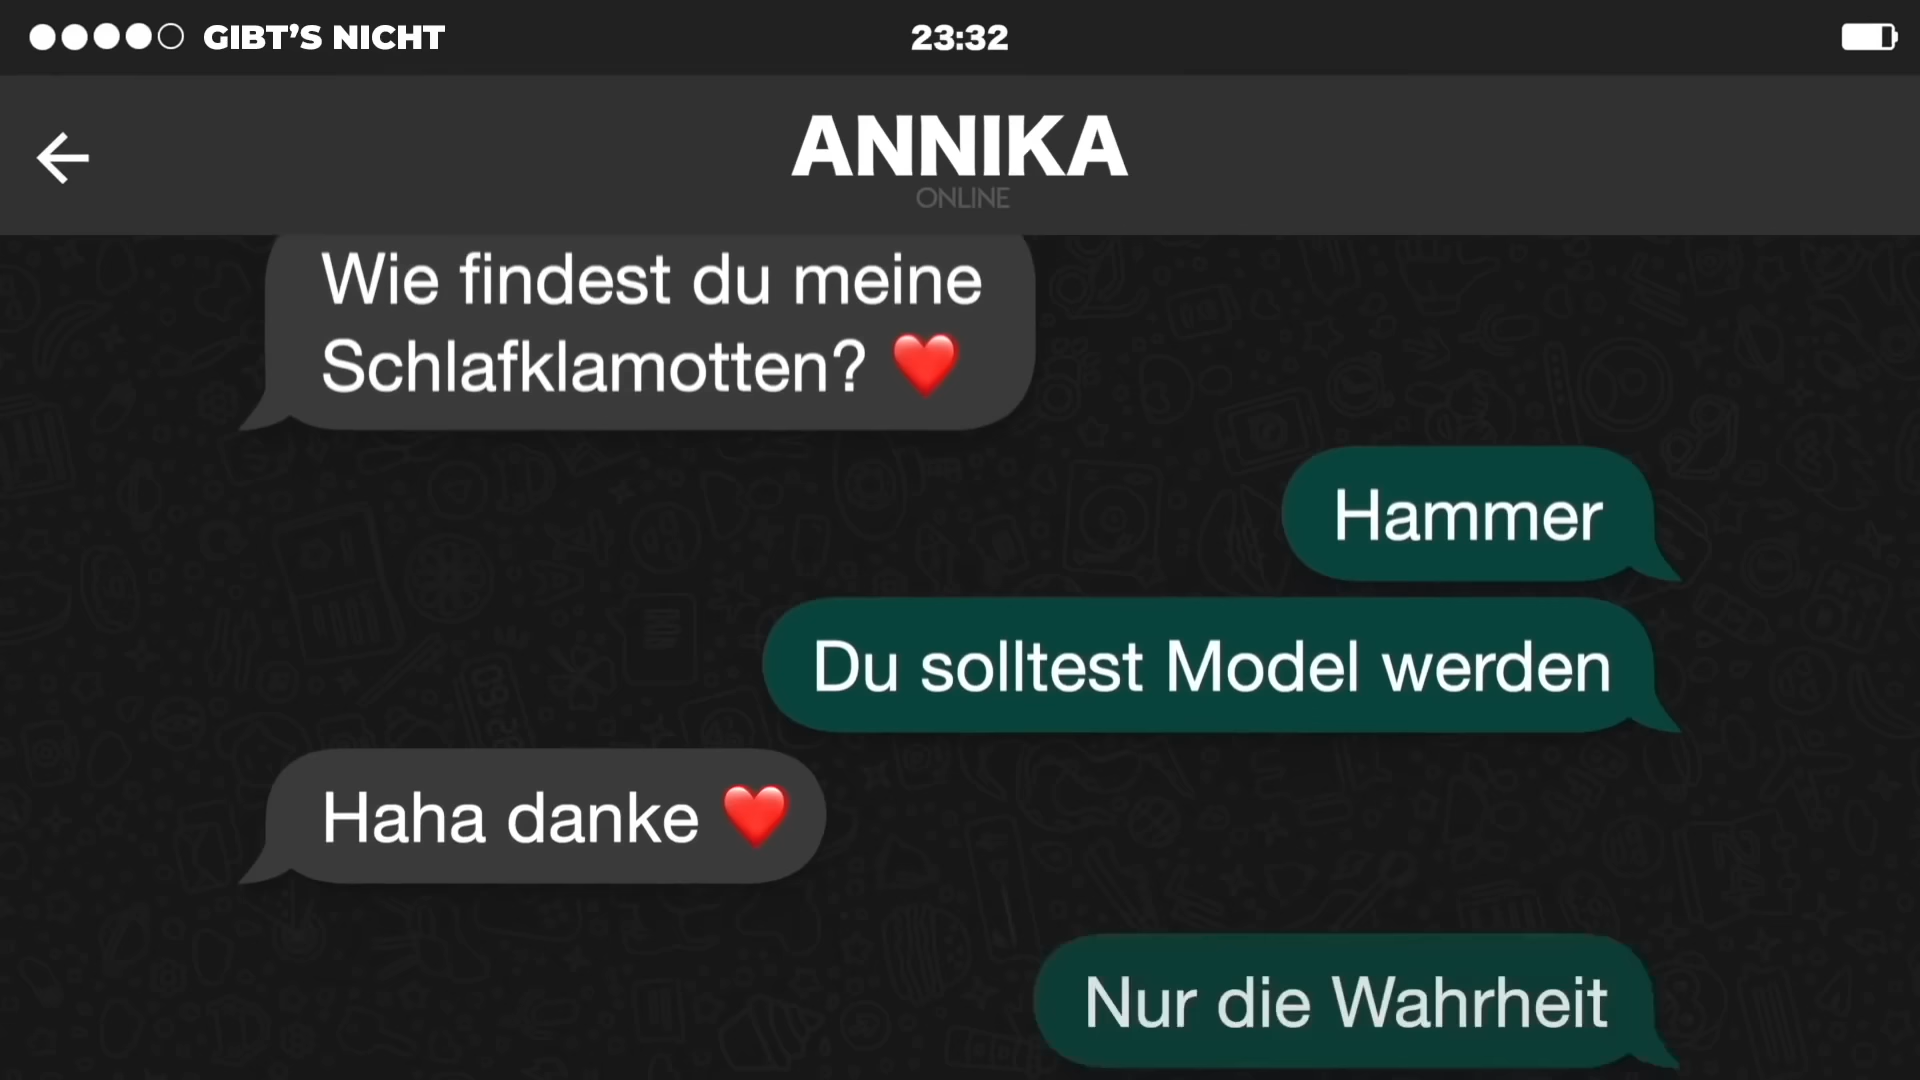 GIBT’S NICHT
23:32
ANNIKA
ONLINE
Wie findest du meine
Schlafklamotten? ❤️
Hammer
Du solltest Model werden
Haha danke ❤️
Nur die Wahrheit